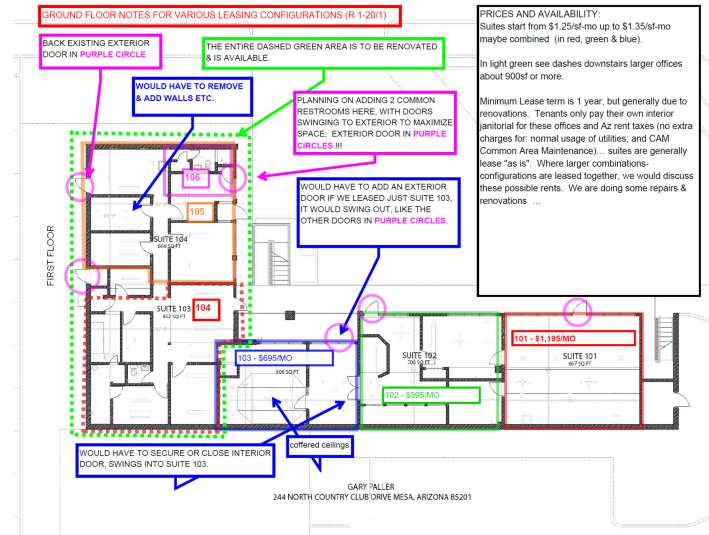 GROUND FLOOR NOTES FOR VARIOUS LEASING CONFIGURATIONS (R 1-20/1)
BACK EXISTING EXTERIOR
DOOR IN PURPLE CIRCLE
THE ENTIRE DASHED GREEN AREA IS TO BE RENOVATED
& IS AVAILABLE.
WOULD HAVE TO REMOVE
& ADD WALLS ETC.
PLANNING ON ADDING 2 COMMON
RESTROOMS HERE, WITH DOORS
SWINGING TO EXTERIOR TO MAXIMIZE
SPACE,  EXTERIOR DOOR IN PURPLE
CIRCLES.!!!
WOULD HAVE TO ADD AN EXTERIOR
DOOR IF WE LEASED JUST SUITE 103,
IT WOULD SWING OUT, LIKE THE
OTHER DOORS IN PURPLE CIRCLES.
PRICES AND AVAILABILITY:
Suites start from $1.25/sf-mo up to $1.35/sf-mo
maybe combined  (in red, green & blue).
In light green see dashes downstairs larger offices
about 900sf or more.
Minimum Lease term is 1 year, but generally due to
renovations.  Tenants only pay their own interior
janitorial for these offices and Az rent taxes (no extra
charges for: normal usage of utilities; and CAM
Common Area Maintenance)... suites are generally
lease "as is".  Where larger combinations-
configurations are leased together, we would discuss
these possible rents.  We are doing some repairs &
renovations  ...
FIRST FLOOR
106
105
SUITE 104
868 SQ FT
SUITE 103
104
103 - $695/MO
506 SQ FT
SUITE 102
102 - $995/MO
101 - $1,195/MO
SUITE 101
667 SQ FT
coffered ceilings
WOULD HAVE TO SECURE OR CLOSE INTERIOR
DOOR, SWINGS INTO SUITE 103.
GARY PALLER
244 NORTH COUNTRY CLUB DRIVE MESA, ARIZONA 85201